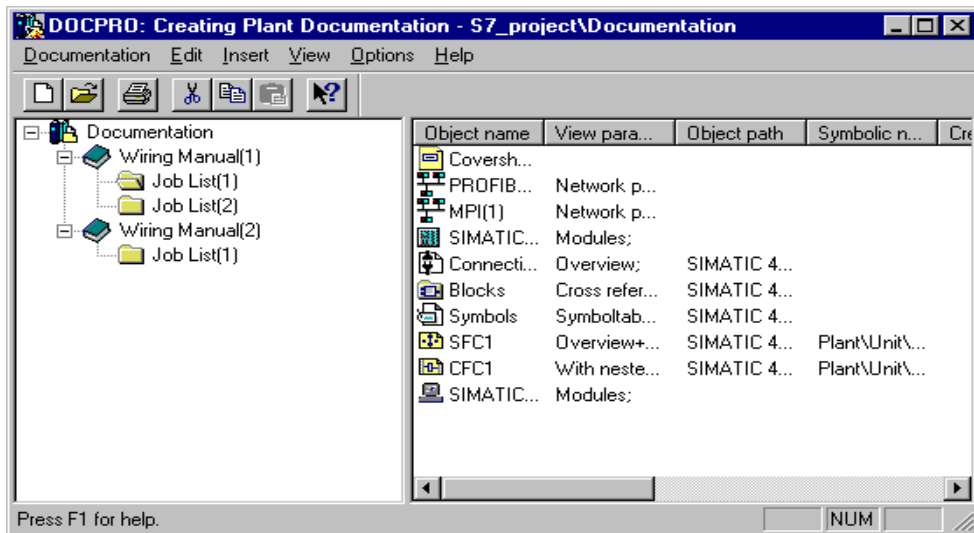 DOCPRO: Creating Plant Documentation - S7_project\Documentation
Documentation Edit Insert View Options Help
Documentation
Wiring Manual(1)
Job List(1)
Job List(2)
Wiring Manual(2)
Job List(1)
Object name View para... Object path Symbolic n... Cre
Coversh...
PROFIB... Network p...
MPI(1) Network p...
SIMATIC... Modules;
Connecti... Overview; SIMATIC 4...
Blocks Cross refer... SIMATIC 4...
Symbols Symboltab... SIMATIC 4...
SFC1 Overview+... SIMATIC 4... Plant\Unit\...
CFC1 With neste... SIMATIC 4... Plant\Unit\...
SIMATIC... Modules;
Press F1 for help. NUM